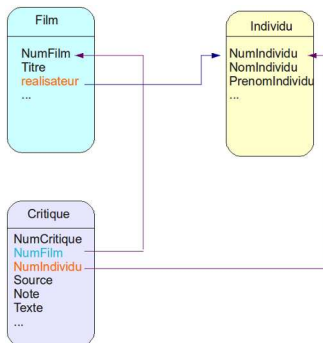 Film
NumFilm
Titre
realisateur
...
Individu
NumIndividu
NomIndividu
PrenomIndividu
...
Critique
NumCritique
NumFilm
NumIndividu
Source
Note
Texte
...